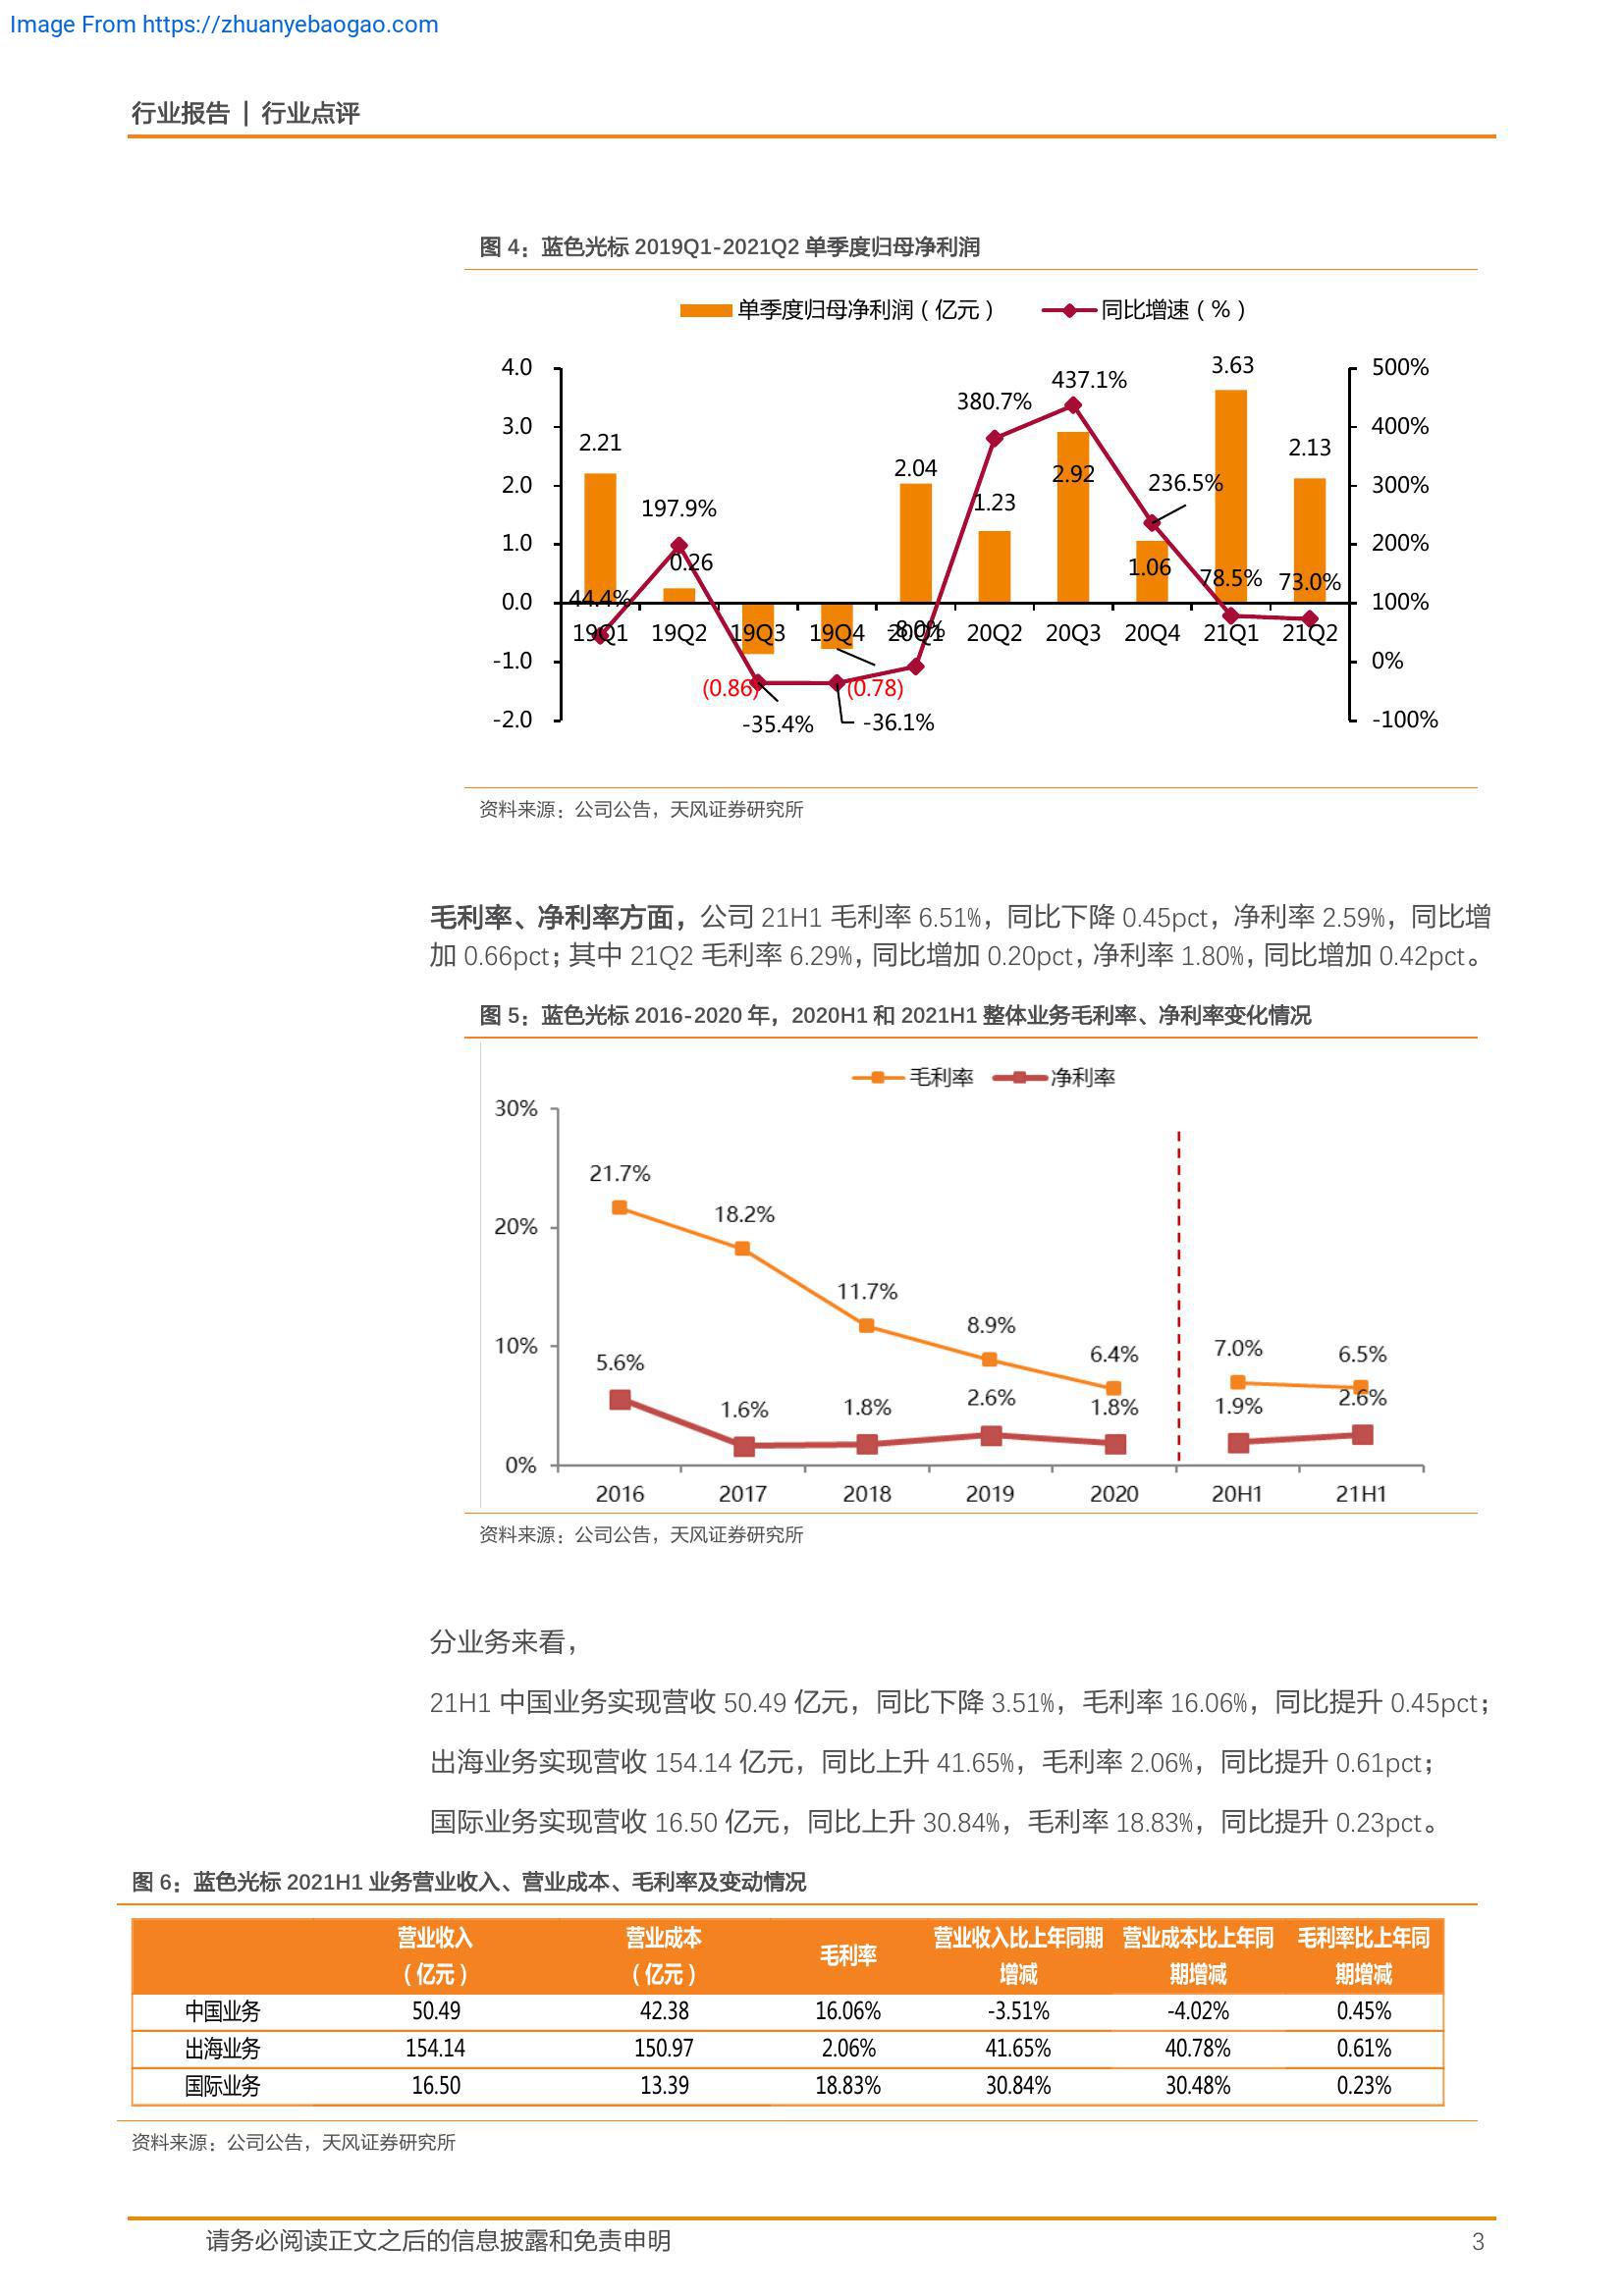 Image From https://zhuanyebaogao.com
行业报告 | 行业点评
图 4：蓝色光标 2019Q1-2021Q2 单季度归母净利润
单季度归母净利润（亿元） 同比增速（%）
4.0 3.0 2.0 1.0 0.0 -1.0 -2.0
500% 400% 300% 200% 100% 0% -100%
2.21 0.26 (0.86) (0.78) 2.04 1.23 2.92 1.06 3.63 2.13
44.4% 197.9% -35.4% -36.1% -8.0% 380.7% 437.1% 236.5% 78.5% 73.0%
19Q1 19Q2 19Q3 19Q4 20Q1 20Q2 20Q3 20Q4 21Q1 21Q2
资料来源：公司公告，天风证券研究所
毛利率、净利率方面，公司 21H1 毛利率 6.51%，同比下降 0.45pct，净利率 2.59%，同比增
加 0.66pct；其中 21Q2 毛利率 6.29%，同比增加 0.20pct，净利率 1.80%，同比增加 0.42pct。
图 5：蓝色光标 2016-2020 年，2020H1 和 2021H1 整体业务毛利率、净利率变化情况
毛利率 净利率
30% 20% 10% 0%
21.7% 18.2% 11.7% 8.9% 6.4% 7.0% 6.5%
5.6% 1.6% 1.8% 2.6% 1.8% 1.9% 2.6%
2016 2017 2018 2019 2020 20H1 21H1
资料来源：公司公告，天风证券研究所
分业务来看，
21H1 中国业务实现营收 50.49 亿元，同比下降 3.51%，毛利率 16.06%，同比提升 0.45pct；
出海业务实现营收 154.14 亿元，同比上升 41.65%，毛利率 2.06%，同比提升 0.61pct；
国际业务实现营收 16.50 亿元，同比上升 30.84%，毛利率 18.83%，同比提升 0.23pct。
图 6：蓝色光标 2021H1 业务营业收入、营业成本、毛利率及变动情况
营业收入（亿元） 营业成本（亿元） 毛利率 营业收入比上年同期增减 营业成本比上年同期增减 毛利率比上年同期增减
中国业务 50.49 42.38 16.06% -3.51% -4.02% 0.45%
出海业务 154.14 150.97 2.06% 41.65% 40.78% 0.61%
国际业务 16.50 13.39 18.83% 30.84% 30.48% 0.23%
资料来源：公司公告，天风证券研究所
请务必阅读正文之后的信息披露和免责申明 3